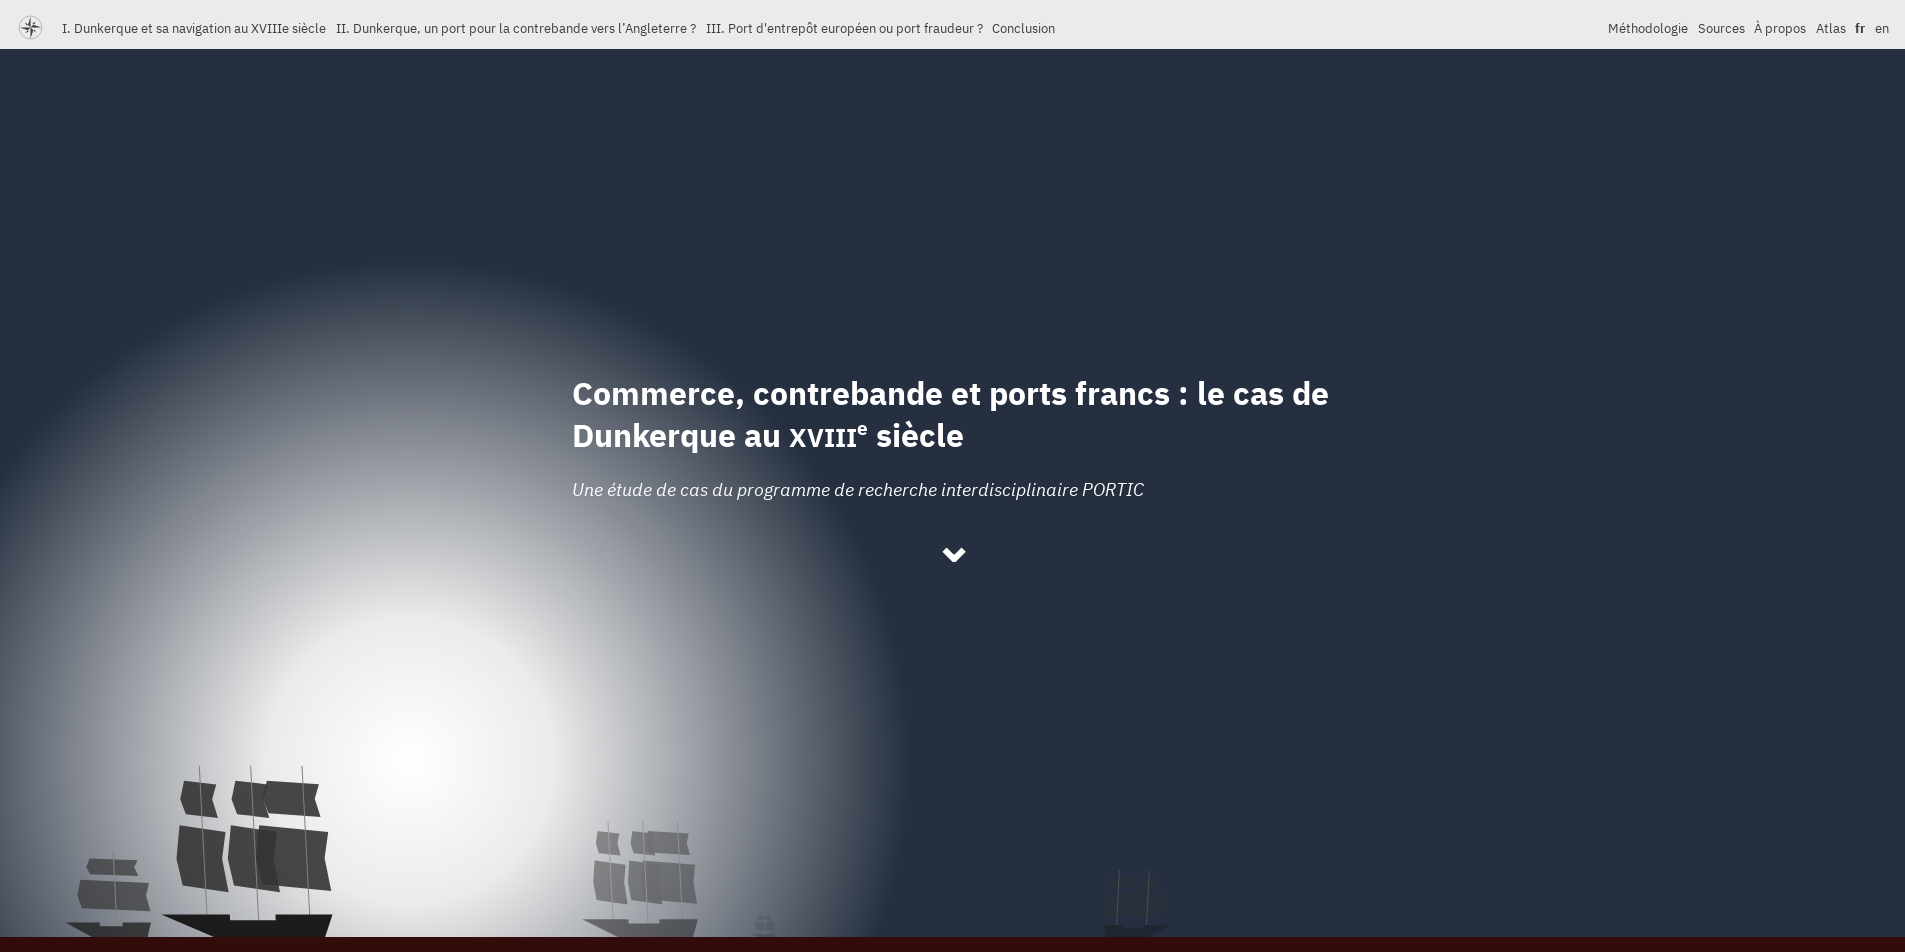 I. Dunkerque et sa navigation au XVIIIe siècle II. Dunkerque, un port pour la contrebande vers l’Angleterre ? III. Port d'entrepôt européen ou port fraudeur ? Conclusion Méthodologie Sources À propos Atlas fr en
Commerce, contrebande et ports francs : le cas de
Dunkerque au XVIIIe siècle
Une étude de cas du programme de recherche interdisciplinaire PORTIC